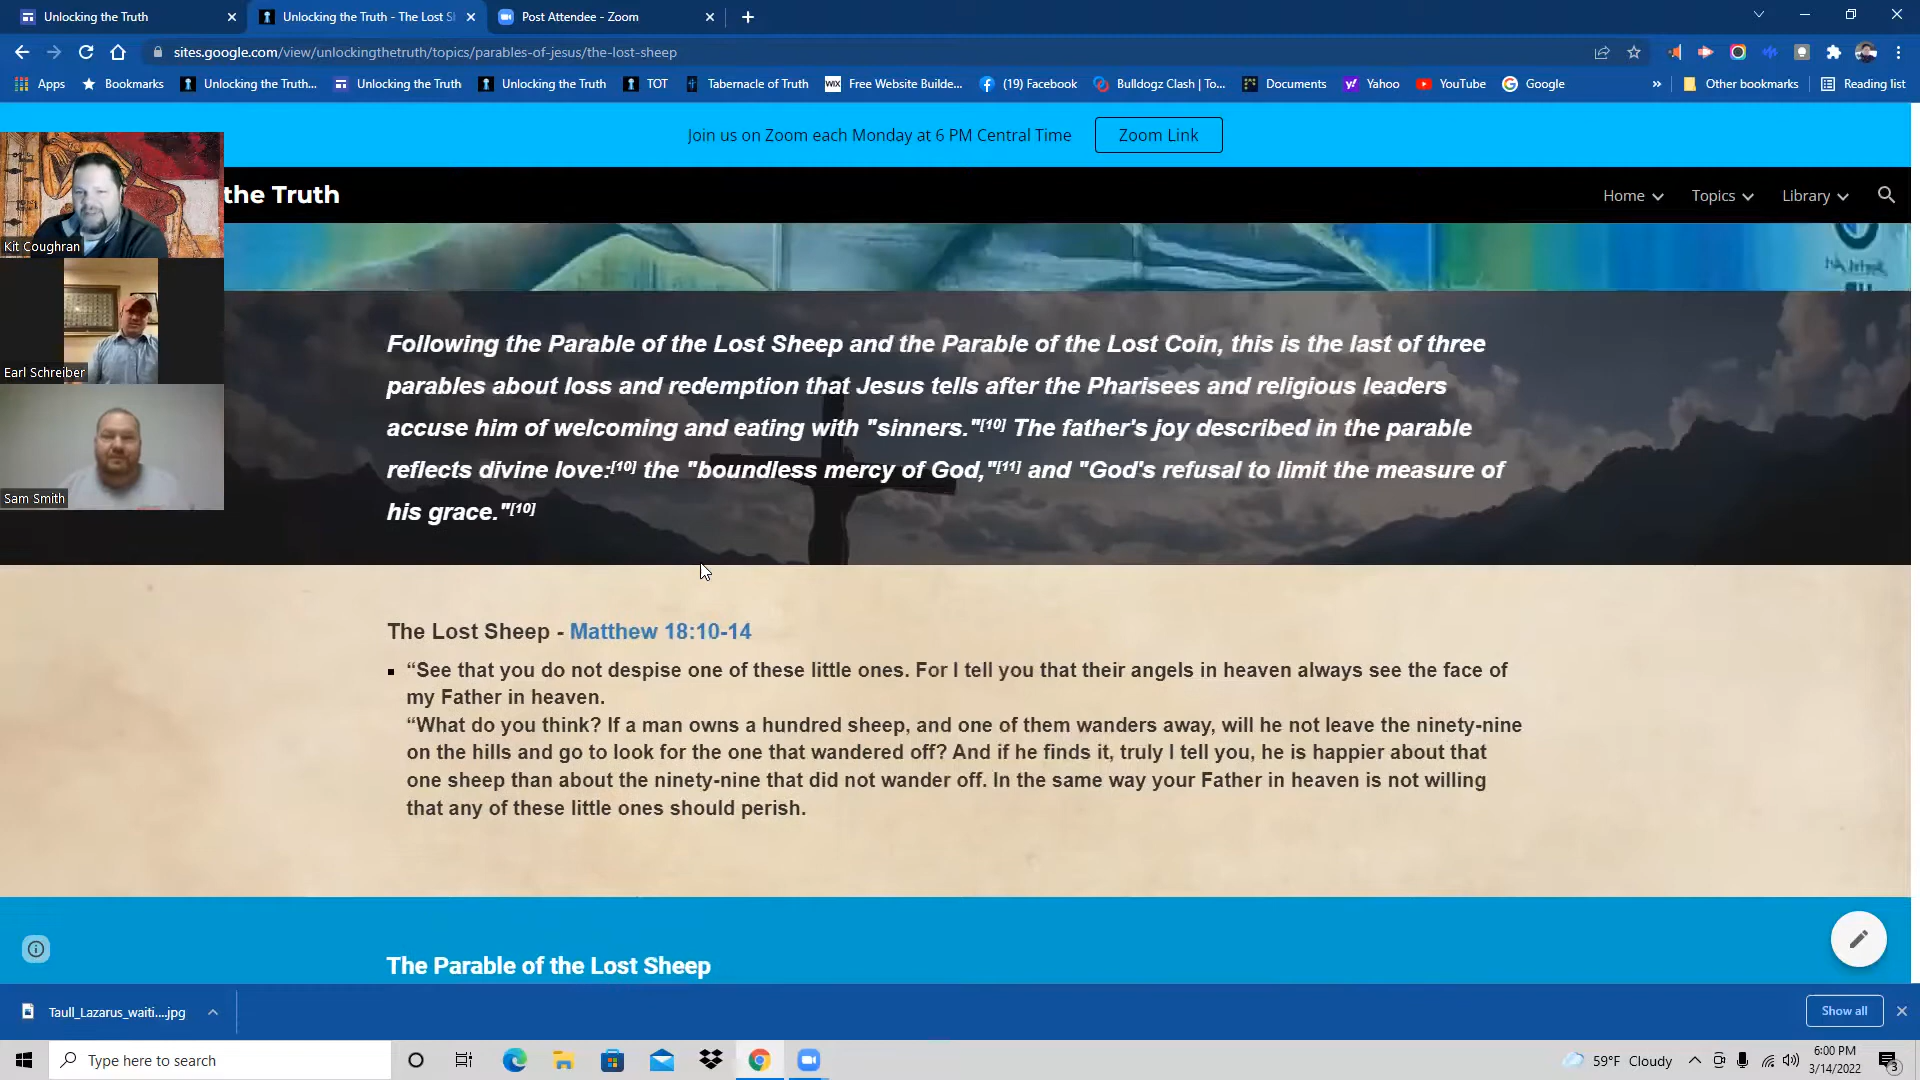 Unlocking the Truth
Unlocking the Truth - The Lost S
Post Attendee - Zoom
sites.google.com/view/unlockingthetruth/topics/parables-of-jesus/the-lost-sheep
Apps
Bookmarks
Unlocking the Truth...
Unlocking the Truth
Unlocking the Truth
TOT
Tabernacle of Truth
WIX
Free Website Builde...
(19) Facebook
Bulldogz Clash | To...
Documents
Yahoo
YouTube
Google
»
Other bookmarks
Reading list
Join us on Zoom each Monday at 6 PM Central Time
Zoom Link
the Truth
Home
Topics
Library
Kit Coughran
Earl Schreiber
Sam Smith
Following the Parable of the Lost Sheep and the Parable of the Lost Coin, this is the last of three
parables about loss and redemption that Jesus tells after the Pharisees and religious leaders
accuse him of welcoming and eating with "sinners."[10] The father's joy described in the parable
reflects divine love:[10] the "boundless mercy of God,"[11] and "God's refusal to limit the measure of
his grace."[10]
The Lost Sheep - Matthew 18:10-14
▪ “See that you do not despise one of these little ones. For I tell you that their angels in heaven always see the face of
my Father in heaven.
“What do you think? If a man owns a hundred sheep, and one of them wanders away, will he not leave the ninety-nine
on the hills and go to look for the one that wandered off? And if he finds it, truly I tell you, he is happier about that
one sheep than about the ninety-nine that did not wander off. In the same way your Father in heaven is not willing
that any of these little ones should perish.
The Parable of the Lost Sheep
Taull_Lazarus_waiti....jpg
Show all
Type here to search
59°F Cloudy
6:00 PM
3/14/2022
3